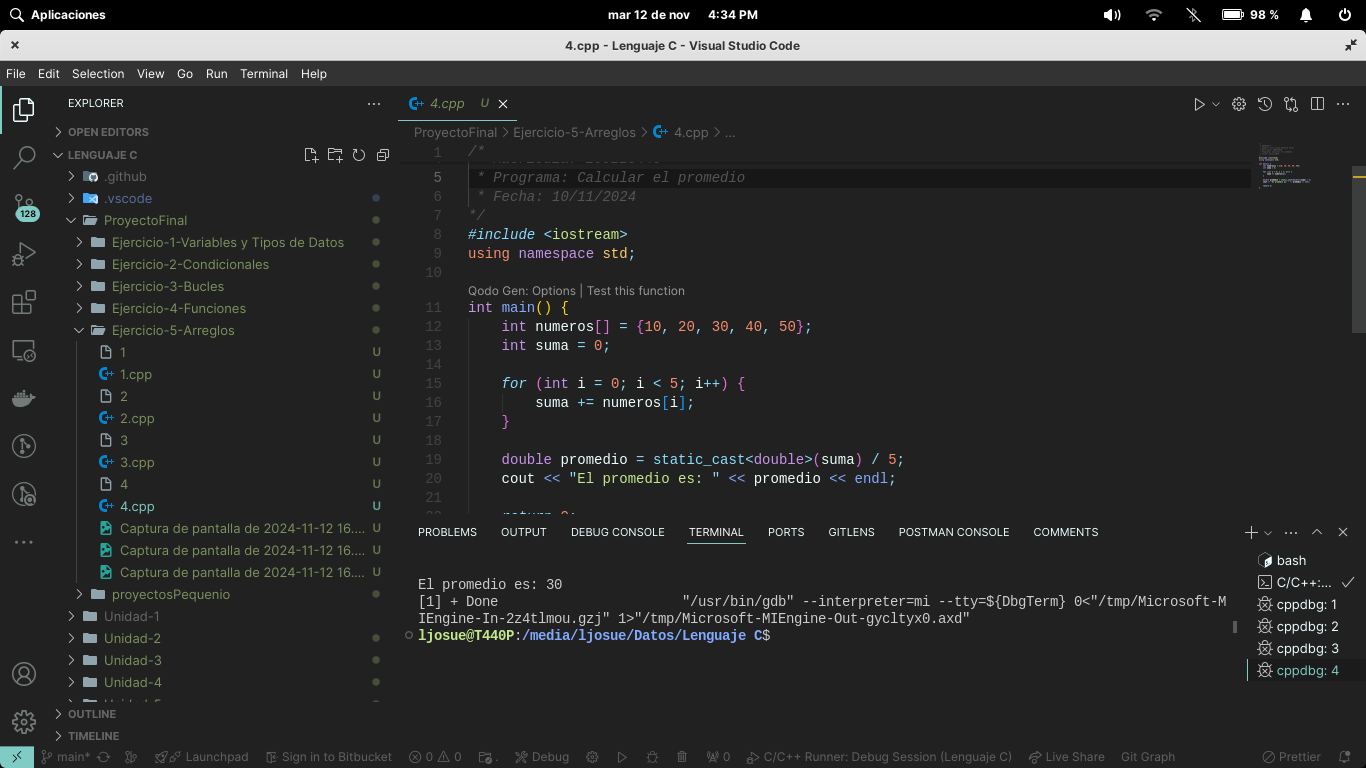 Aplicaciones
mar 12 de nov 4:34 PM
98 %
4.cpp - Lenguaje C - Visual Studio Code
File Edit Selection View Go Run Terminal Help
EXPLORER
OPEN EDITORS
LENGUAJE C
.github
.vscode
128
ProyectoFinal
Ejercicio-1-Variables y Tipos de Datos
Ejercicio-2-Condicionales
Ejercicio-3-Bucles
Ejercicio-4-Funciones
Ejercicio-5-Arreglos
1 U
1.cpp U
2 U
2.cpp U
3 U
3.cpp U
4 U
4.cpp U
Captura de pantalla de 2024-11-12 16.... U
Captura de pantalla de 2024-11-12 16.... U
Captura de pantalla de 2024-11-12 16.... U
proyectosPequenio
Unidad-1
Unidad-2
Unidad-3
Unidad-4
OUTLINE
TIMELINE
4.cpp U
ProyectoFinal > Ejercicio-5-Arreglos > 4.cpp > ...
1 /*
5 * Programa: Calcular el promedio
6 * Fecha: 10/11/2024
7 */
8 #include <iostream>
9 using namespace std;
10
Qodo Gen: Options | Test this function
11 int main() {
12 int numeros[] = {10, 20, 30, 40, 50};
13 int suma = 0;
14
15 for (int i = 0; i < 5; i++) {
16 suma += numeros[i];
17 }
18
19 double promedio = static_cast<double>(suma) / 5;
20 cout << "El promedio es: " << promedio << endl;
21
PROBLEMS OUTPUT DEBUG CONSOLE TERMINAL PORTS GITLENS POSTMAN CONSOLE COMMENTS
El promedio es: 30
[1] + Done "/usr/bin/gdb" --interpreter=mi --tty=${DbgTerm} 0<"/tmp/Microsoft-M
IEngine-In-2z4tlmou.gzj" 1>"/tmp/Microsoft-MIEngine-Out-gycltyx0.axd"
ljosue@T440P:/media/ljosue/Datos/Lenguaje C$
bash
C/C++:...
cppdbg: 1
cppdbg: 2
cppdbg: 3
cppdbg: 4
main* Launchpad Sign in to Bitbucket 0 0 . Debug 0 C/C++ Runner: Debug Session (Lenguaje C) Live Share Git Graph Prettier